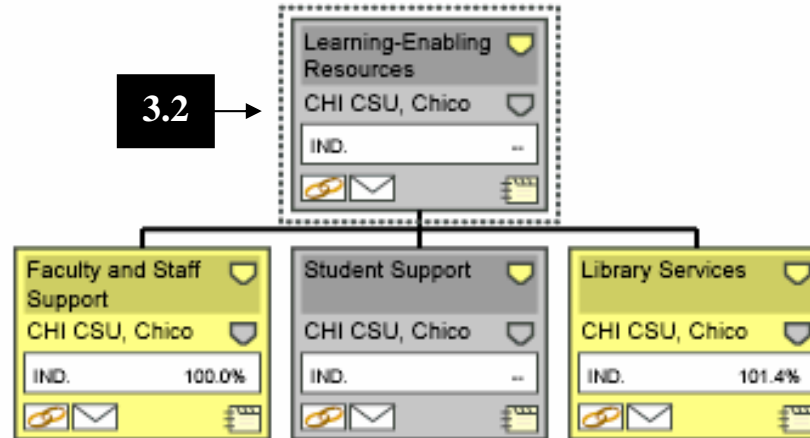 Learning-Enabling
Resources
3.2
CHI CSU, Chico
IND. --
Faculty and Staff
Support
CHI CSU, Chico
IND. 100.0%
Student Support
CHI CSU, Chico
IND. --
Library Services
CHI CSU, Chico
IND. 101.4%